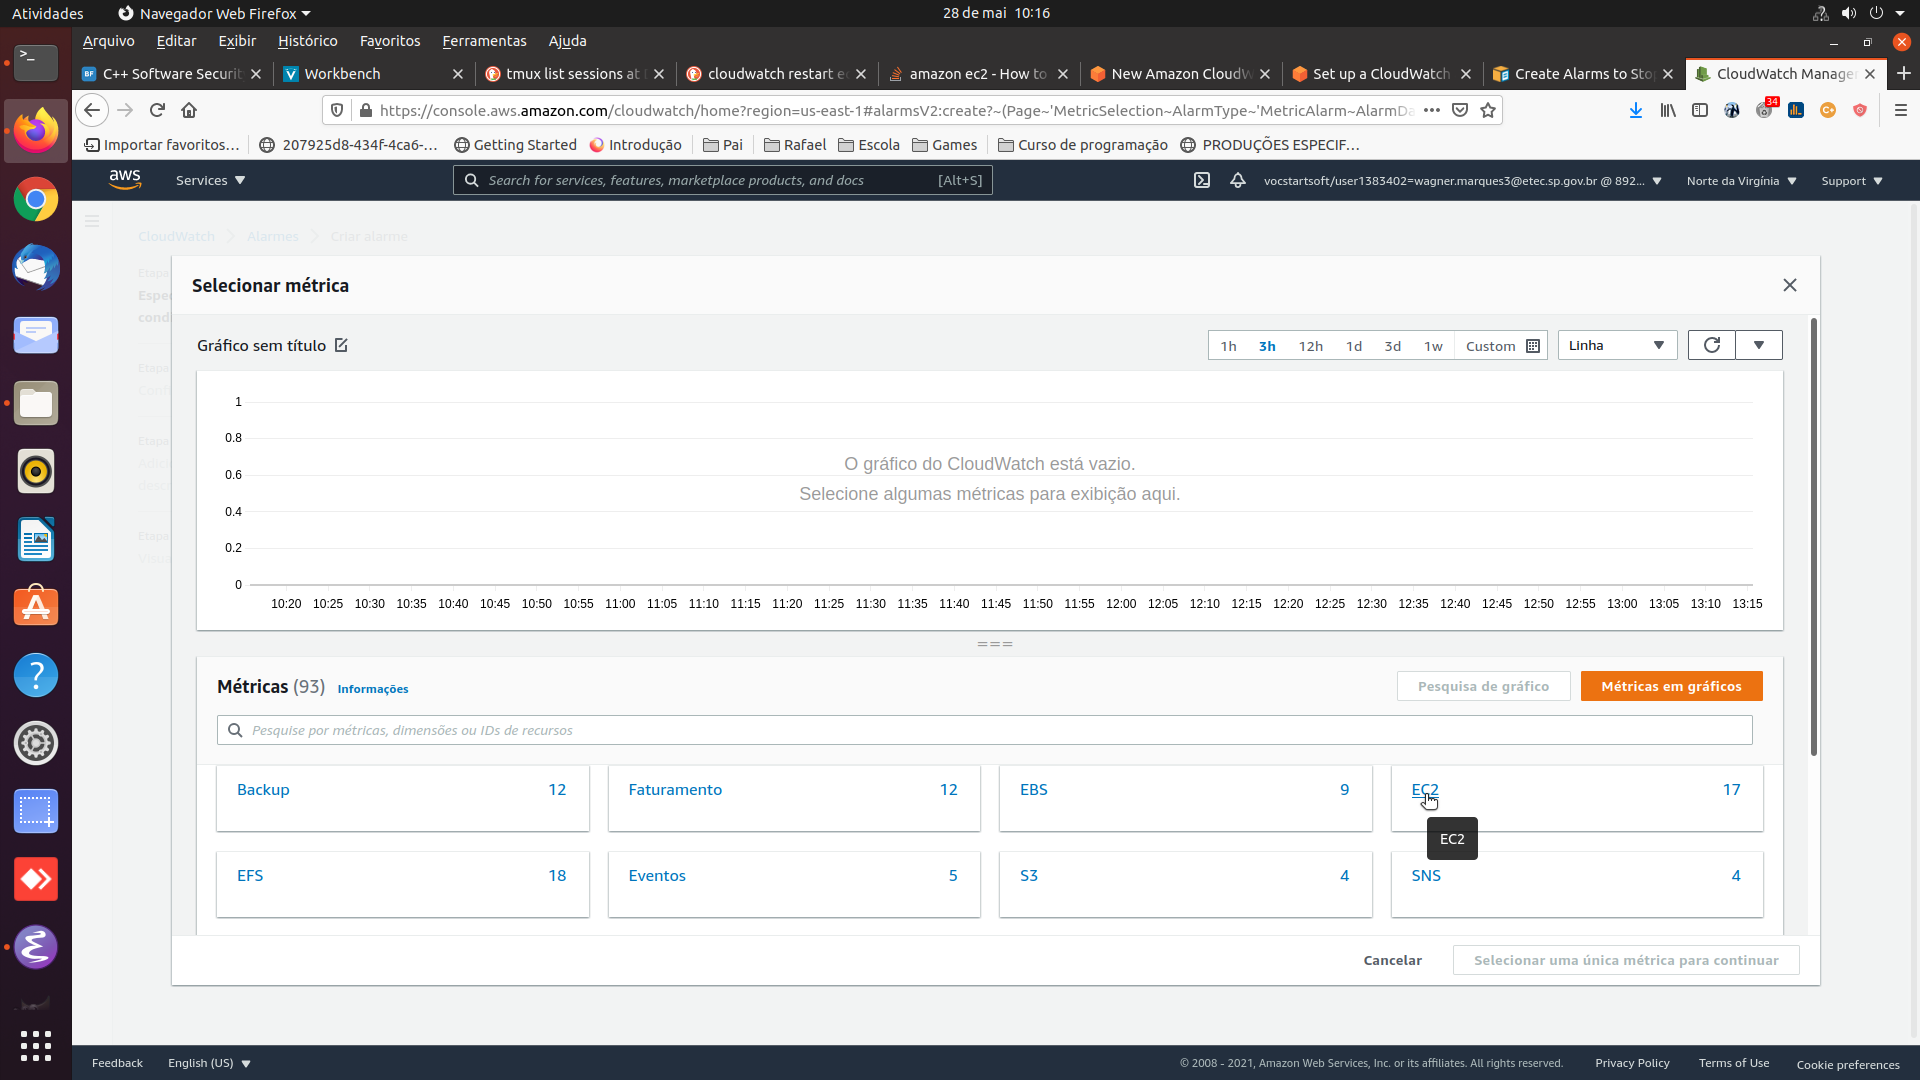 Atividades
Navegador Web Firefox
28 de mai 10:16
Arquivo Editar Exibir Histórico Favoritos Ferramentas Ajuda
C++ Software Securit
Workbench
tmux list sessions at
cloudwatch restart e
amazon ec2 - How to
New Amazon CloudW
Set up a CloudWatch
Create Alarms to Sto
CloudWatch Manage
https://console.aws.amazon.com/cloudwatch/home?region=us-east-1#alarmsV2:create?~(Page~'MetricSelection~AlarmType~'MetricAlarm~AlarmDa
34
Importar favoritos...
207925d8-434f-4ca6-...
Getting Started
Introdução
Pai
Rafael
Escola
Games
Curso de programação
PRODUÇÕES ESPECIF...
aws
Services
Search for services, features, marketplace products, and docs
[Alt+S]
vocstartsoft/user1383402=wagner.marques3@etec.sp.gov.br @ 892...
Norte da Virgínia
Support
CloudWatch
Alarmes
Criar alarme
Etapa
Espe
cond
Selecionar métrica
Gráfico sem título
1h 3h 12h 1d 3d 1w Custom
Linha
1
0.8
0.6
0.4
0.2
0
O gráfico do CloudWatch está vazio.
Selecione algumas métricas para exibição aqui.
10:20 10:25 10:30 10:35 10:40 10:45 10:50 10:55 11:00 11:05 11:10 11:15 11:20 11:25 11:30 11:35 11:40 11:45 11:50 11:55 12:00 12:05 12:10 12:15 12:20 12:25 12:30 12:35 12:40 12:45 12:50 12:55 13:00 13:05 13:10 13:15
Etapa
Etapa
Etapa
Métricas (93) Informações
Pesquisa de gráfico
Métricas em gráficos
Pesquise por métricas, dimensões ou IDs de recursos
Backup 12
Faturamento 12
EBS 9
EC2 17
EC2
EFS 18
Eventos 5
S3 4
SNS 4
Cancelar
Selecionar uma única métrica para continuar
Feedback
English (US)
© 2008 - 2021, Amazon Web Services, Inc. or its affiliates. All rights reserved.
Privacy Policy
Terms of Use
Cookie preferences